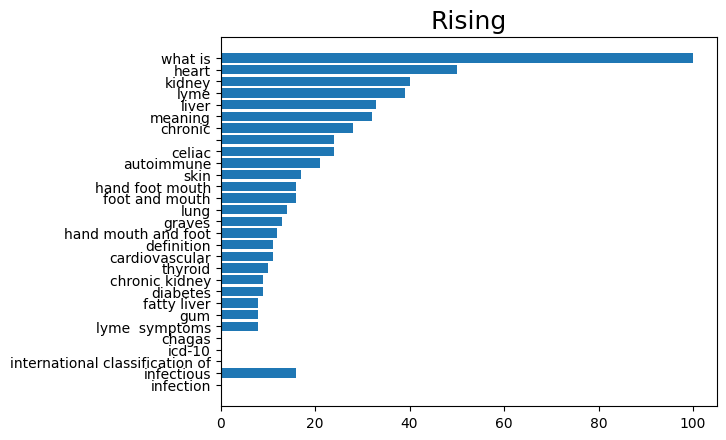 Rising
what is
heart
kidney
lyme
liver
meaning
chronic
celiac
autoimmune
skin
hand foot mouth
foot and mouth
lung
graves
hand mouth and foot
definition
cardiovascular
thyroid
chronic kidney
diabetes
fatty liver
gum
lyme  symptoms
chagas
icd-10
international classification of
infectious
infection
0 20 40 60 80 100